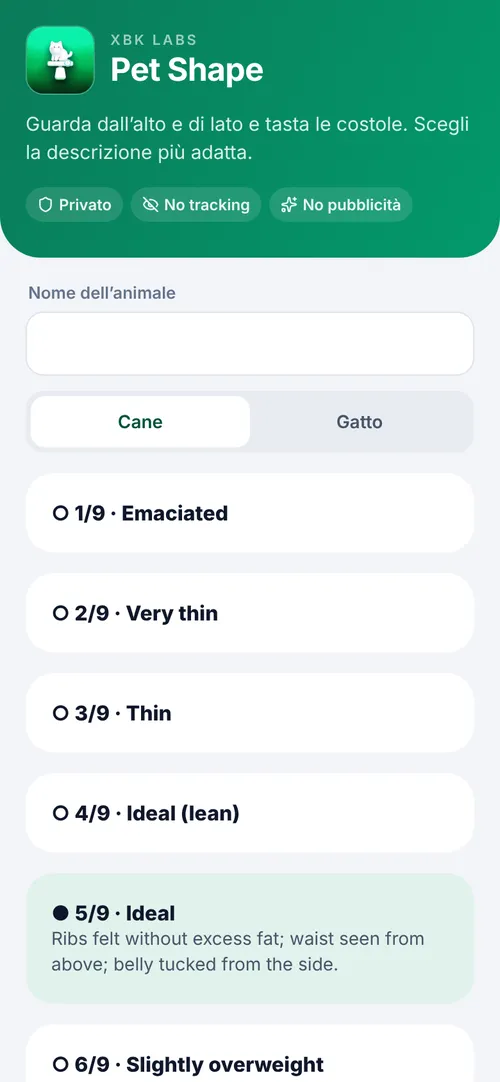 XBK LABS
Pet Shape
Guarda dall’alto e di lato e tasta le costole. Scegli
la descrizione più adatta.
Privato
No tracking
No pubblicità
Nome dell’animale
Cane
Gatto
1/9 · Emaciated
2/9 · Very thin
3/9 · Thin
4/9 · Ideal (lean)
5/9 · Ideal
Ribs felt without excess fat; waist seen from
above; belly tucked from the side.
6/9 · Slightly overweight